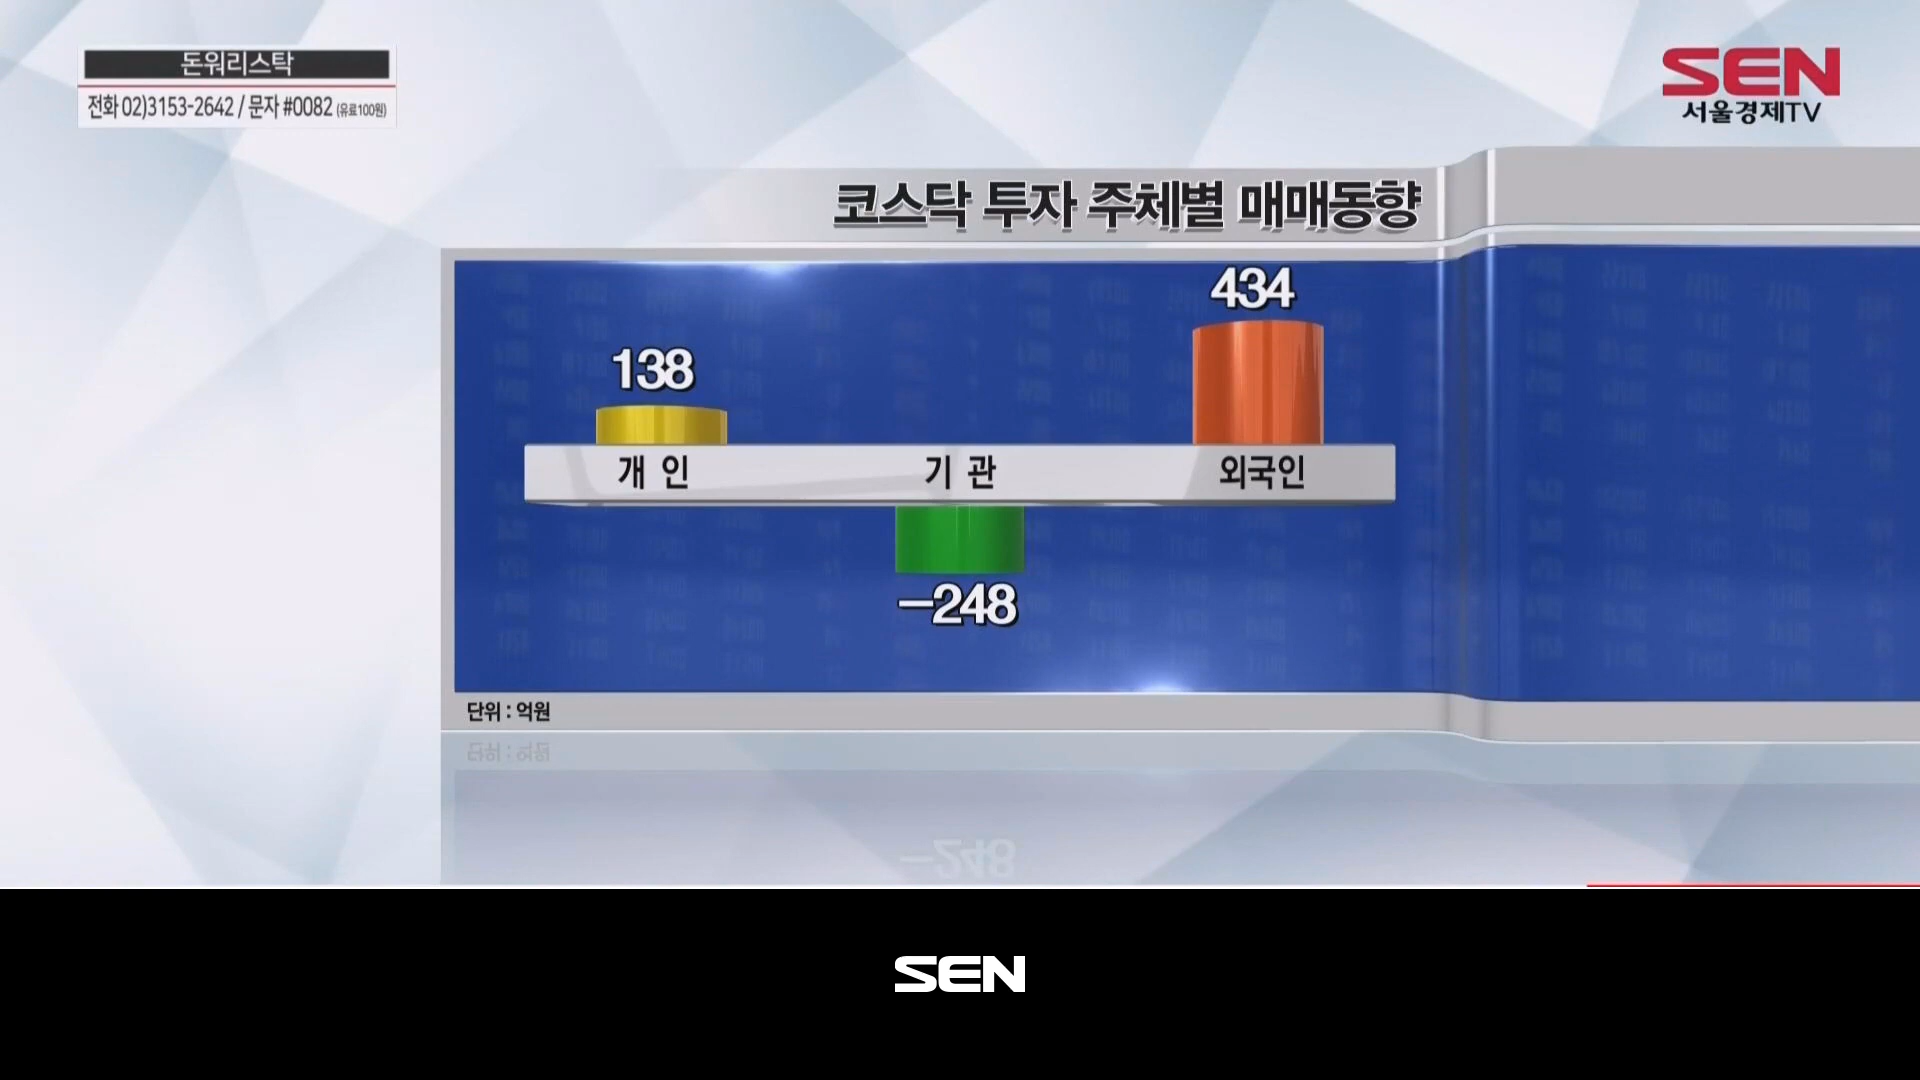 돈워리스탁
전화 02)3153-2642 / 문자 #0082 (유료100원)
SEN
서울경제TV
코스닥 투자 주체별 매매동향
138
434
개 인
기 관
외국인
-248
단위 : 억원
SEN